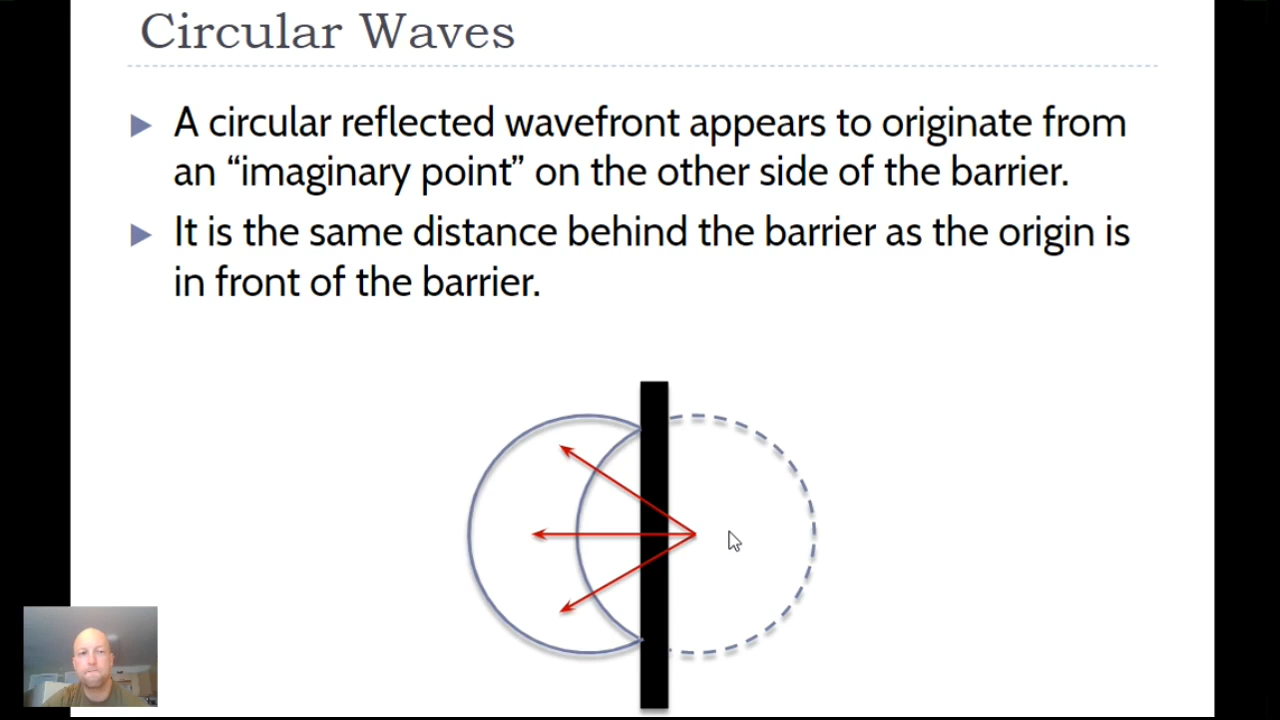 Circular Waves
A circular reflected wavefront appears to originate from
an “imaginary point” on the other side of the barrier.
It is the same distance behind the barrier as the origin is
in front of the barrier.